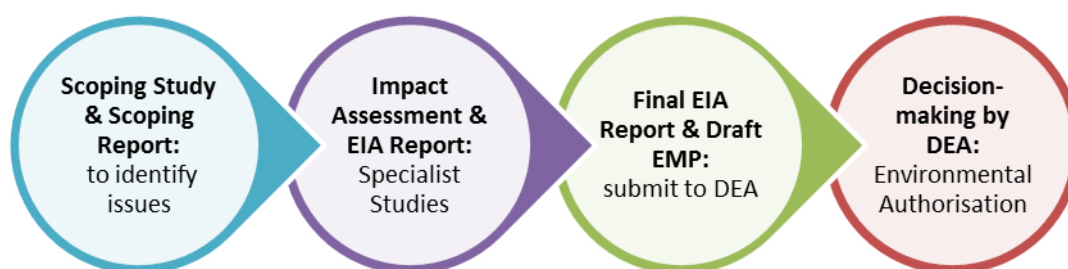 Scoping Study
& Scoping
Report:
to identify
issues
Impact
Assessment &
EIA Report:
Specialist
Studies
Final EIA
Report & Draft
EMP:
submit to DEA
Decision-
making by
DEA:
Environmental
Authorisation